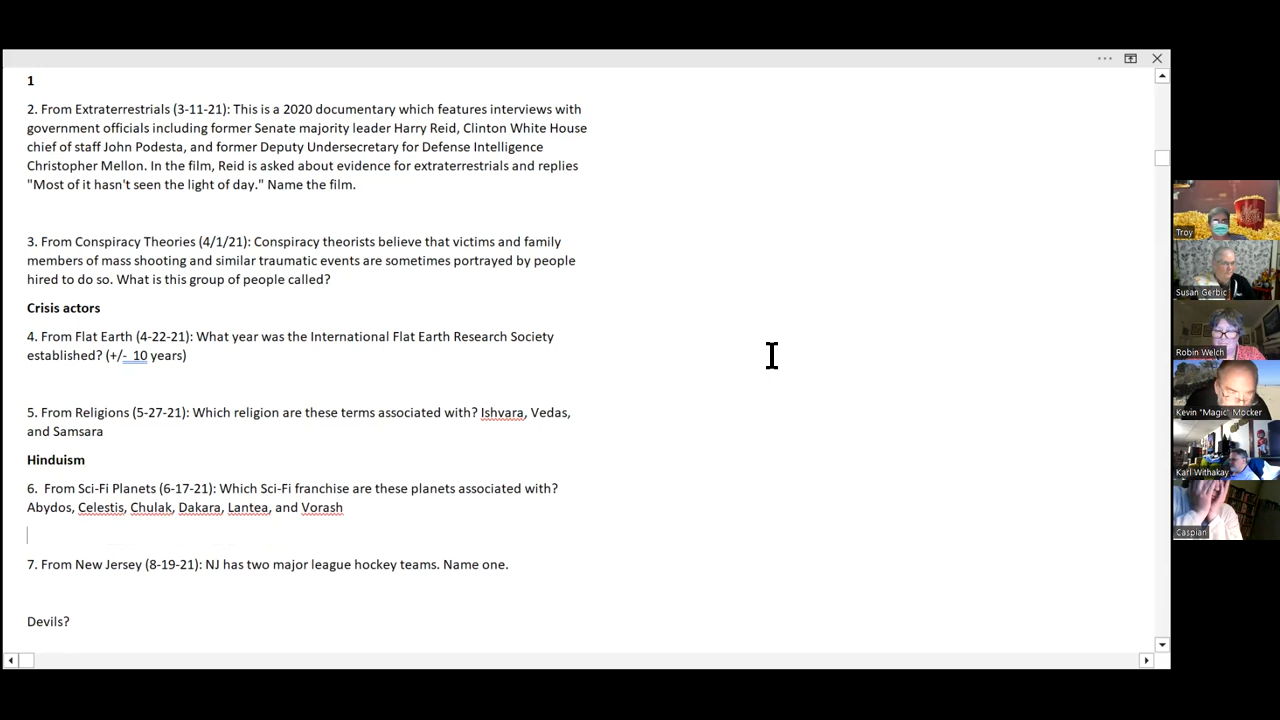 1
2. From Extraterrestrials (3-11-21): This is a 2020 documentary which features interviews with
government officials including former Senate majority leader Harry Reid, Clinton White House
chief of staff John Podesta, and former Deputy Undersecretary for Defense Intelligence
Christopher Mellon. In the film, Reid is asked about evidence for extraterrestrials and replies
"Most of it hasn't seen the light of day." Name the film.
3. From Conspiracy Theories (4/1/21): Conspiracy theorists believe that victims and family
members of mass shooting and similar traumatic events are sometimes portrayed by people
hired to do so. What is this group of people called?
Crisis actors
4. From Flat Earth (4-22-21): What year was the International Flat Earth Research Society
established? (+/- 10 years)
5. From Religions (5-27-21): Which religion are these terms associated with? Ishvara, Vedas,
and Samsara
Hinduism
6. From Sci-Fi Planets (6-17-21): Which Sci-Fi franchise are these planets associated with?
Abydos, Celestis, Chulak, Dakara, Lantea, and Vorash
7. From New Jersey (8-19-21): NJ has two major league hockey teams. Name one.
Devils?
Troy
Susan Gerbic
Robin Welch
Kevin "Magic" Mocker
Karl Withakay
Caspian